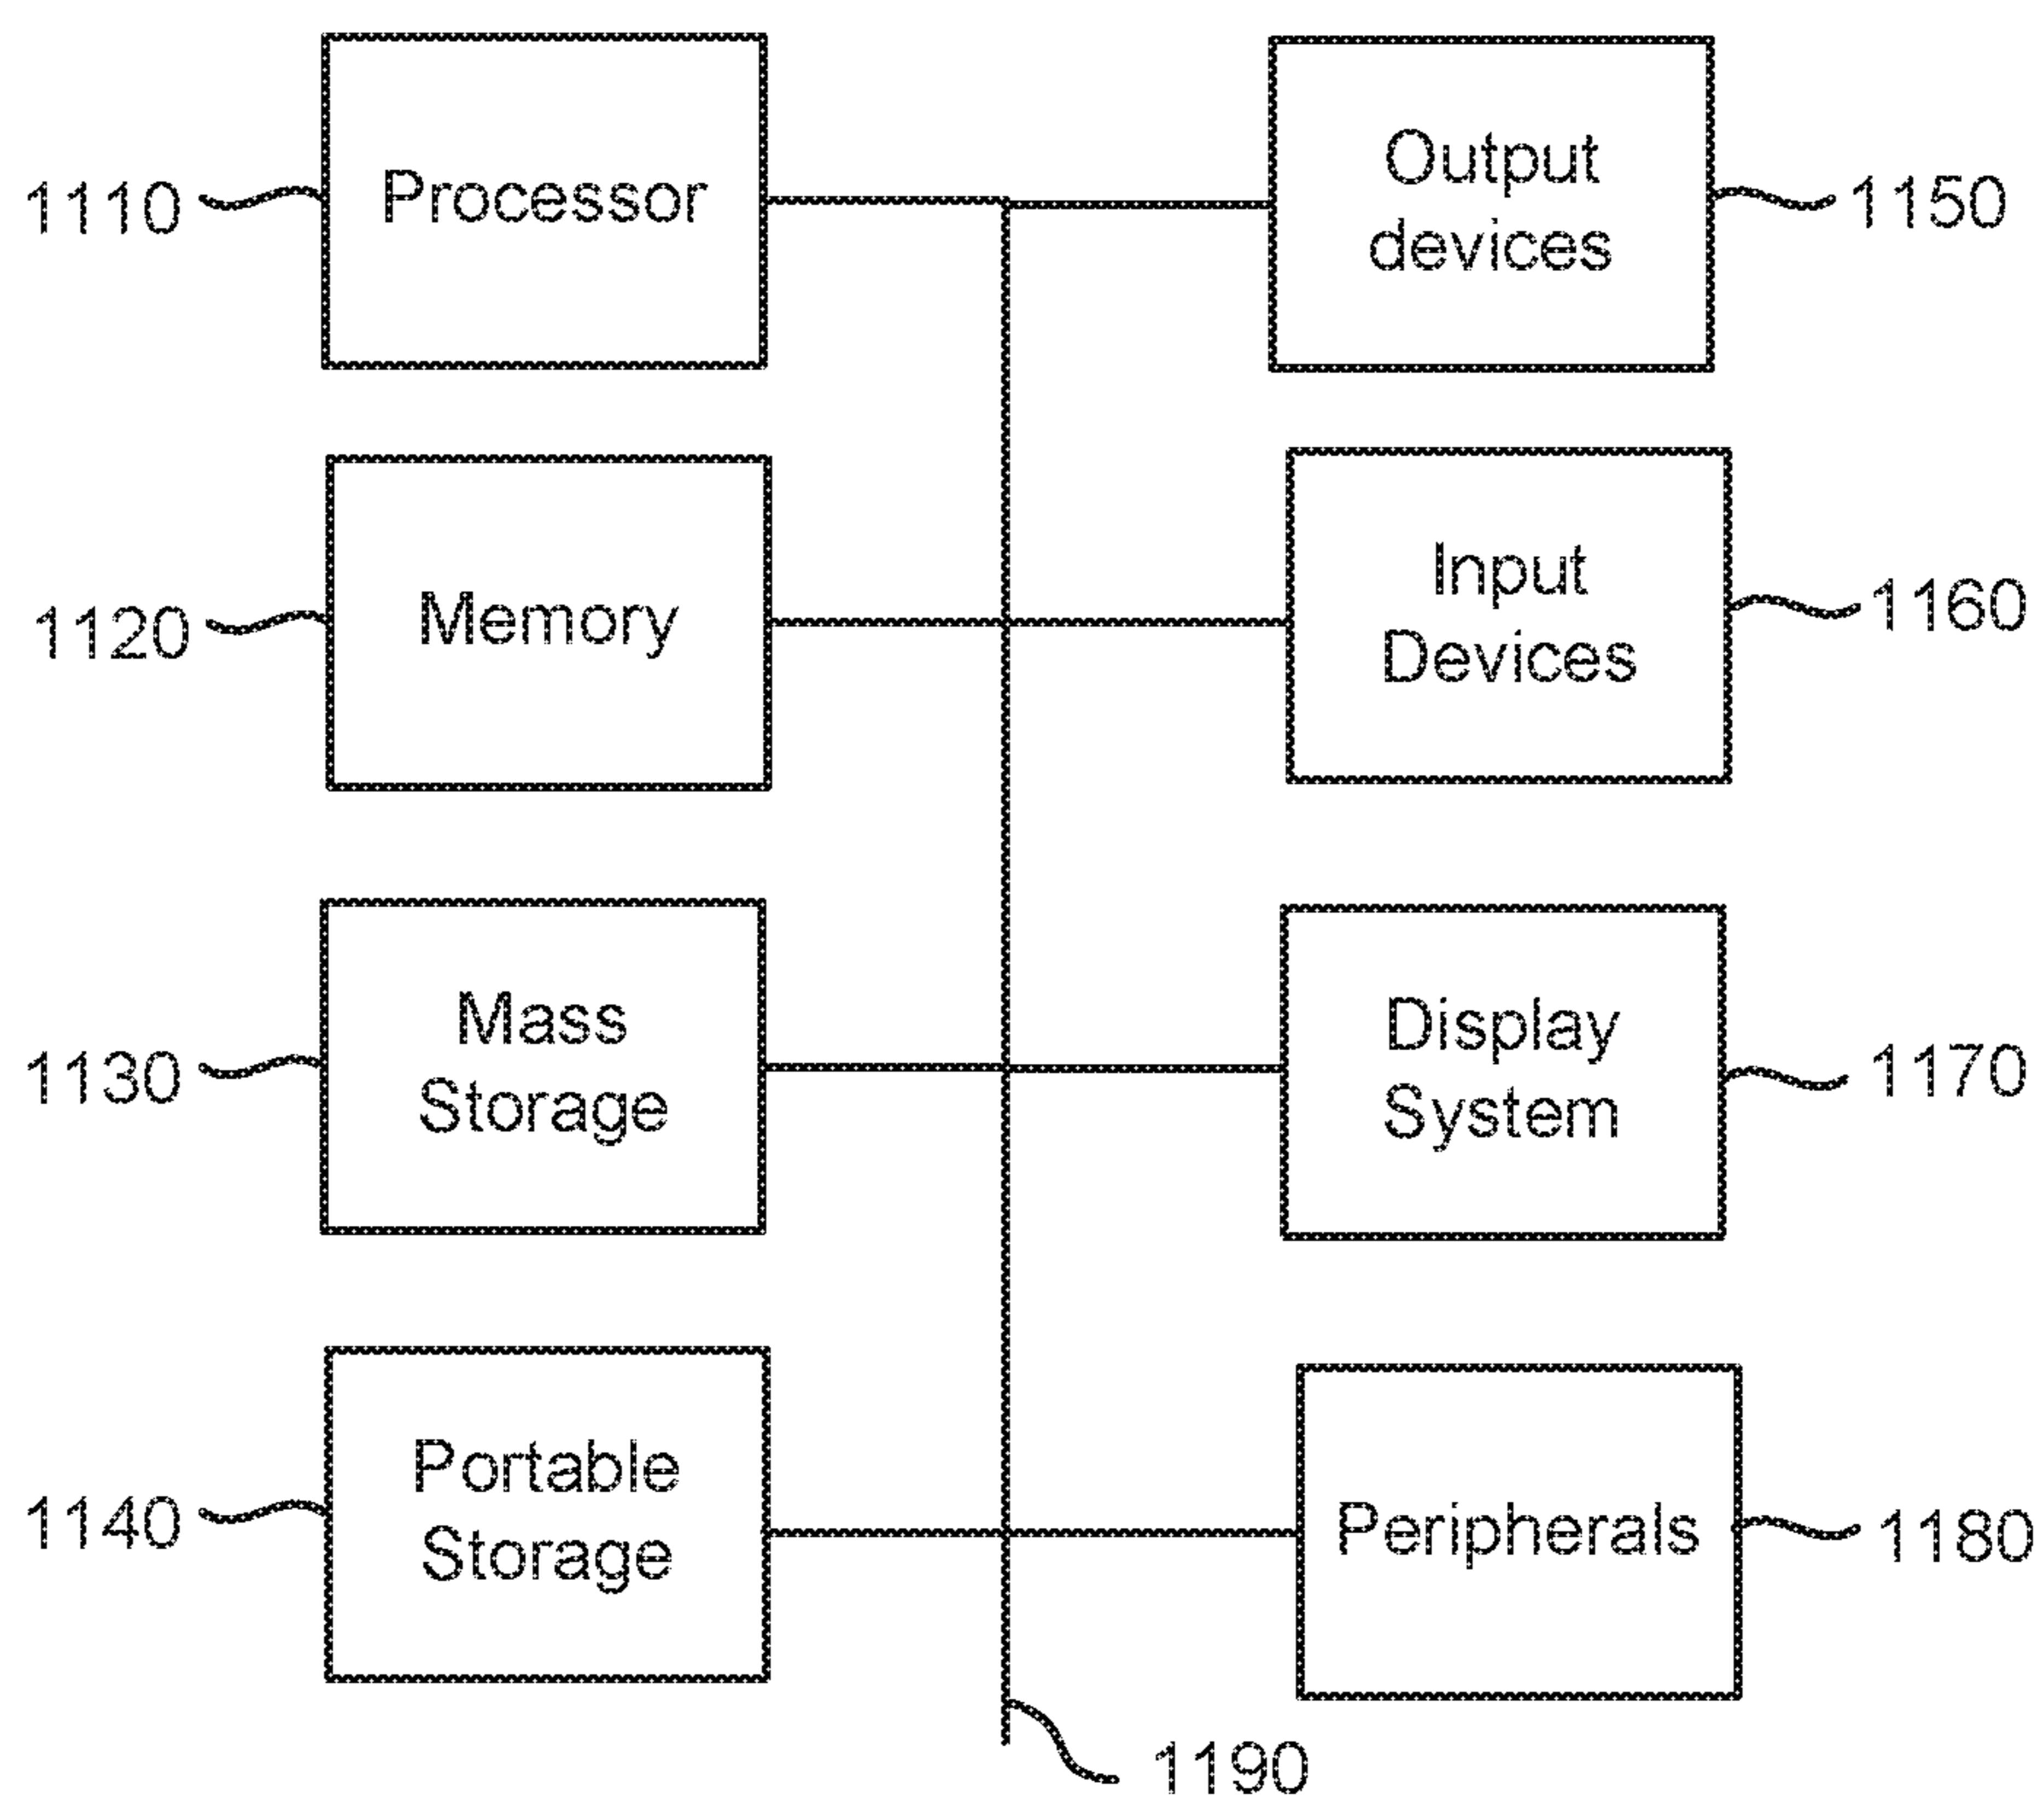 1110
Processor
Output
devices
1150
1120
Memory
Input
Devices
1160
1130
Mass
Storage
Display
System
1170
1140
Portable
Storage
Peripherals
1180
1190